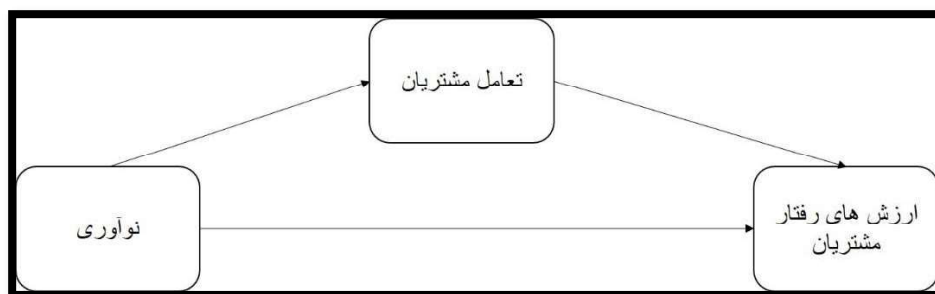 تعامل مشتریان
نوآوری
ارزش های رفتار
مشتریان